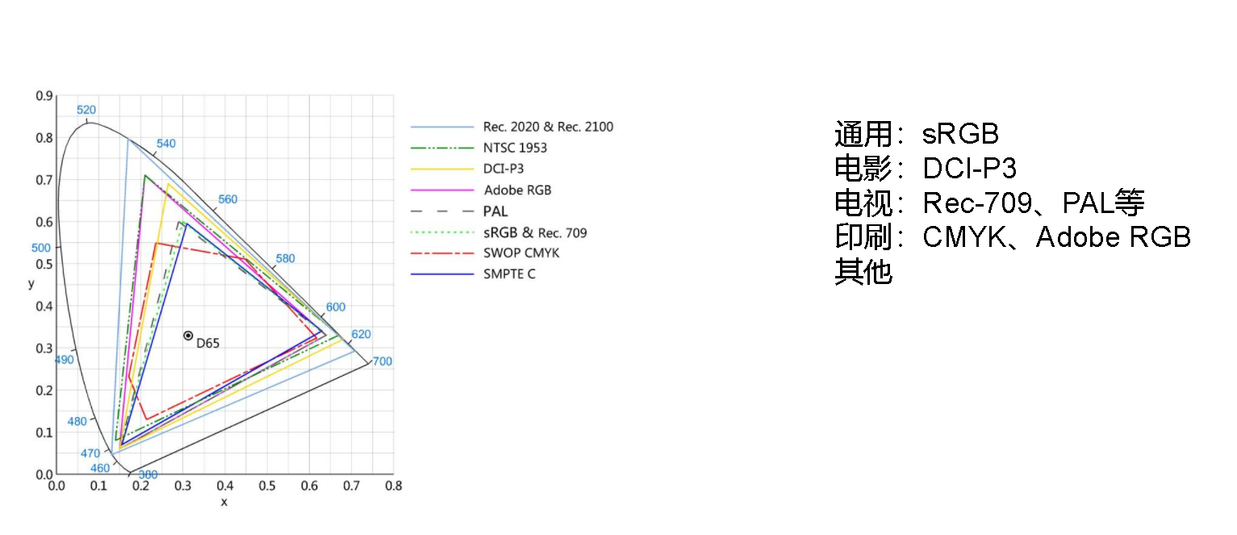 0.9
0.8
0.7
0.6
0.5
0.4
0.3
0.2
0.1
0.0
y
0.0 0.1 0.2 0.3 0.4 0.5 0.6 0.7 0.8
x
520
540
560
500
580
600
620
700
490
480
470
460
380
D65
Rec. 2020 & Rec. 2100
NTSC 1953
DCI-P3
Adobe RGB
PAL
sRGB & Rec. 709
SWOP CMYK
SMPTE C
通用：sRGB
电影：DCI-P3
电视：Rec-709、PAL等
印刷：CMYK、Adobe RGB
其他